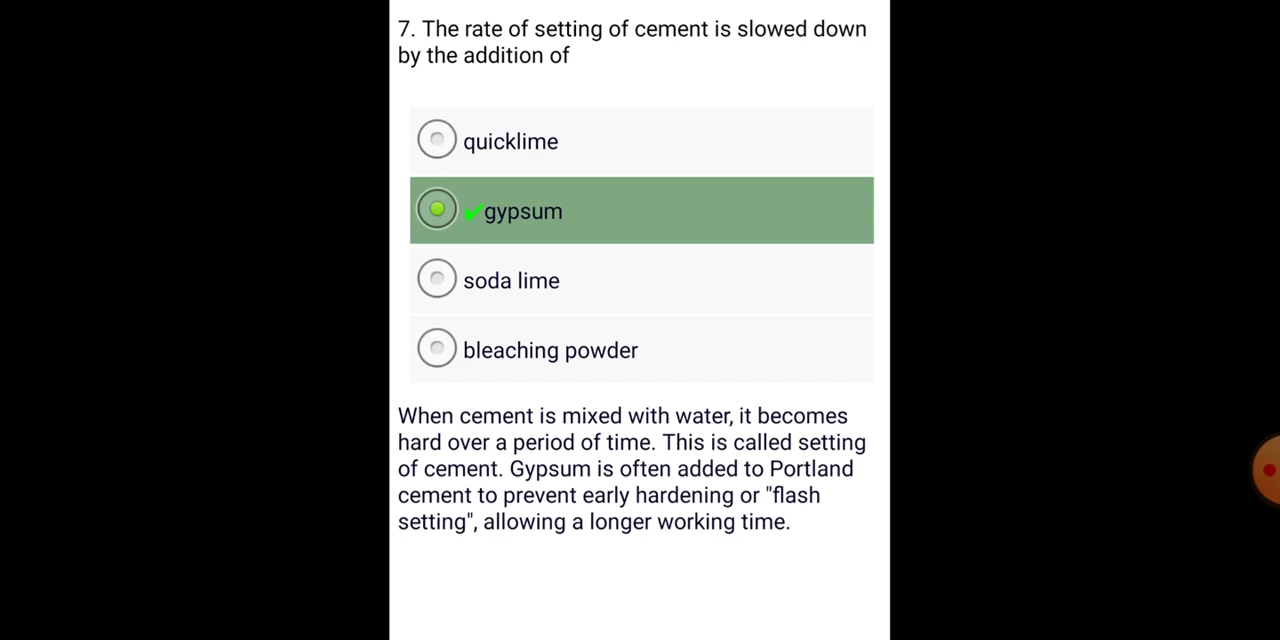 7. The rate of setting of cement is slowed down
by the addition of
quicklime
gypsum
soda lime
bleaching powder
When cement is mixed with water, it becomes
hard over a period of time. This is called setting
of cement. Gypsum is often added to Portland
cement to prevent early hardening or "flash
setting", allowing a longer working time.